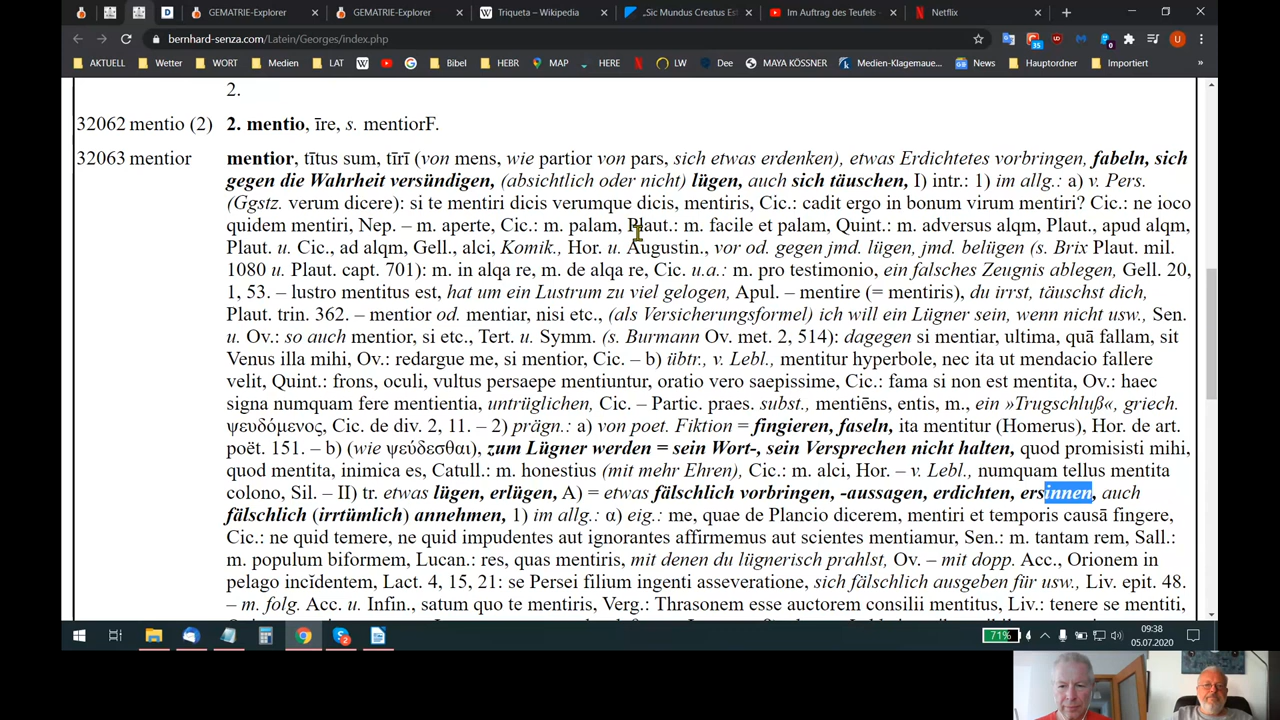 GEMATRIE-Explorer
GEMATRIE-Explorer
Triqueta – Wikipedia
„Sic Mundus Creatus Es
Im Auftrag des Teufels -
Netflix
bernhard-senza.com/Latein/Georges/index.php
AKTUELL Wetter WORT Medien LAT Bibel HEBR MAP HERE LW Dee MAYA KÖSSNER Medien-Klagemaue... News Hauptordner Importiert
2.
32062 mentio (2) 2. mentio, īre, s. mentiorF.
32063 mentior mentior, tītus sum, tīrī (von mens, wie partior von pars, sich etwas erdenken), etwas Erdichtetes vorbringen, fabeln, sich
gegen die Wahrheit versündigen, (absichtlich oder nicht) lügen, auch sich täuschen, I) intr.: 1) im allg.: a) v. Pers.
(Ggstz. verum dicere): si te mentiri dicis verumque dicis, mentiris, Cic.: cadit ergo in bonum virum mentiri? Cic.: ne ioco
quidem mentiri, Nep. – m. aperte, Cic.: m. palam, Plaut.: m. facile et palam, Quint.: m. adversus alqm, Plaut., apud alqm,
Plaut. u. Cic., ad alqm, Gell., alci, Komik., Hor. u. Augustin., vor od. gegen jmd. lügen, jmd. belügen (s. Brix Plaut. mil.
1080 u. Plaut. capt. 701): m. in alqa re, m. de alqa re, Cic. u.a.: m. pro testimonio, ein falsches Zeugnis ablegen, Gell. 20,
1, 53. – lustro mentitus est, hat um ein Lustrum zu viel gelogen, Apul. – mentire (= mentiris), du irrst, täuschst dich,
Plaut. trin. 362. – mentior od. mentiar, nisi etc., (als Versicherungsformel) ich will ein Lügner sein, wenn nicht usw., Sen.
u. Ov.: so auch mentior, si etc., Tert. u. Symm. (s. Burmann Ov. met. 2, 514): dagegen si mentiar, ultima, quā fallam, sit
Venus illa mihi, Ov.: redargue me, si mentior, Cic. – b) übtr., v. Lebl., mentitur hyperbole, nec ita ut mendacio fallere
velit, Quint.: frons, oculi, vultus persaepe mentiuntur, oratio vero saepissime, Cic.: fama si non est mentita, Ov.: haec
signa numquam fere mentientia, untrüglichen, Cic. – Partic. praes. subst., mentiēns, entis, m., ein »Trugschluß«, griech.
ψευδόμενος, Cic. de div. 2, 11. – 2) prägn.: a) von poet. Fiktion = fingieren, faseln, ita mentitur (Homerus), Hor. de art.
poët. 151. – b) (wie ψεύδεσθαι), zum Lügner werden = sein Wort-, sein Versprechen nicht halten, quod promisisti mihi,
quod mentita, inimica es, Catull.: m. honestius (mit mehr Ehren), Cic.: m. alci, Hor. – v. Lebl., numquam tellus mentita
colono, Sil. – II) tr. etwas lügen, erlügen, A) = etwas fälschlich vorbringen, -aussagen, erdichten, ersinnen, auch
fälschlich (irrtümlich) annehmen, 1) im allg.: α) eig.: me, quae de Plancio dicerem, mentiri et temporis causā fingere,
Cic.: ne quid temere, ne quid impudentes aut ignorantes affirmemus aut scientes mentiamur, Sen.: m. tantam rem, Sall.:
m. populum biformem, Lucan.: res, quas mentiris, mit denen du lügnerisch prahlst, Ov. – mit dopp. Acc., Orionem in
pelago incīdentem, Lact. 4, 15, 21: se Persei filium ingenti asseveratione, sich fälschlich ausgeben für usw., Liv. epit. 48.
– m. folg. Acc. u. Infin., satum quo te mentiris, Verg.: Thrasonem esse auctorem consilii mentitus, Liv.: tenere se mentiti,
71% 09:38
05.07.2020